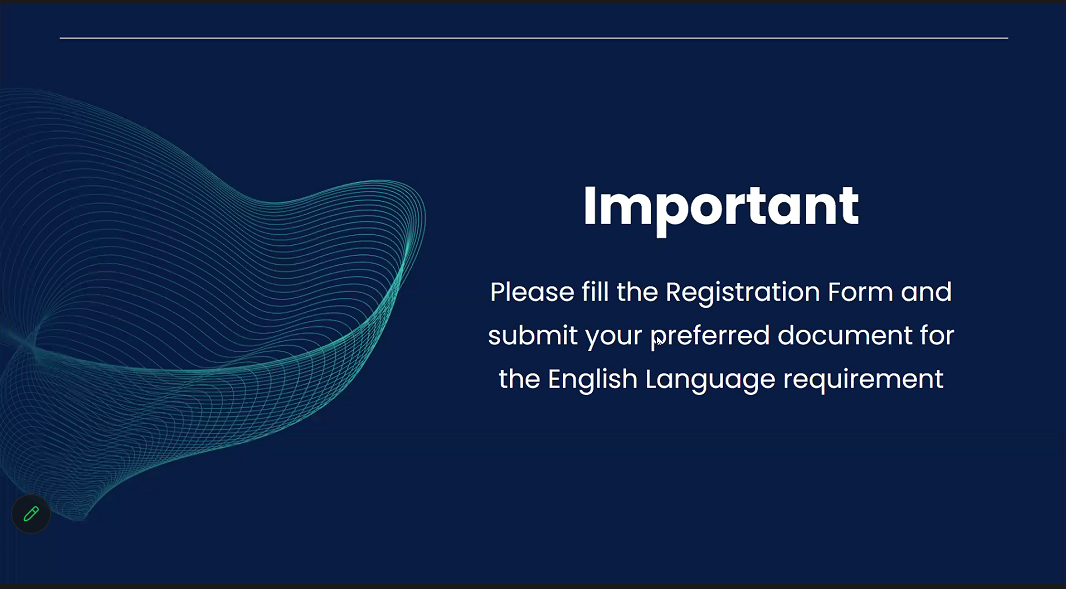 Important
Please fill the Registration Form and
submit your preferred document for
the English Language requirement